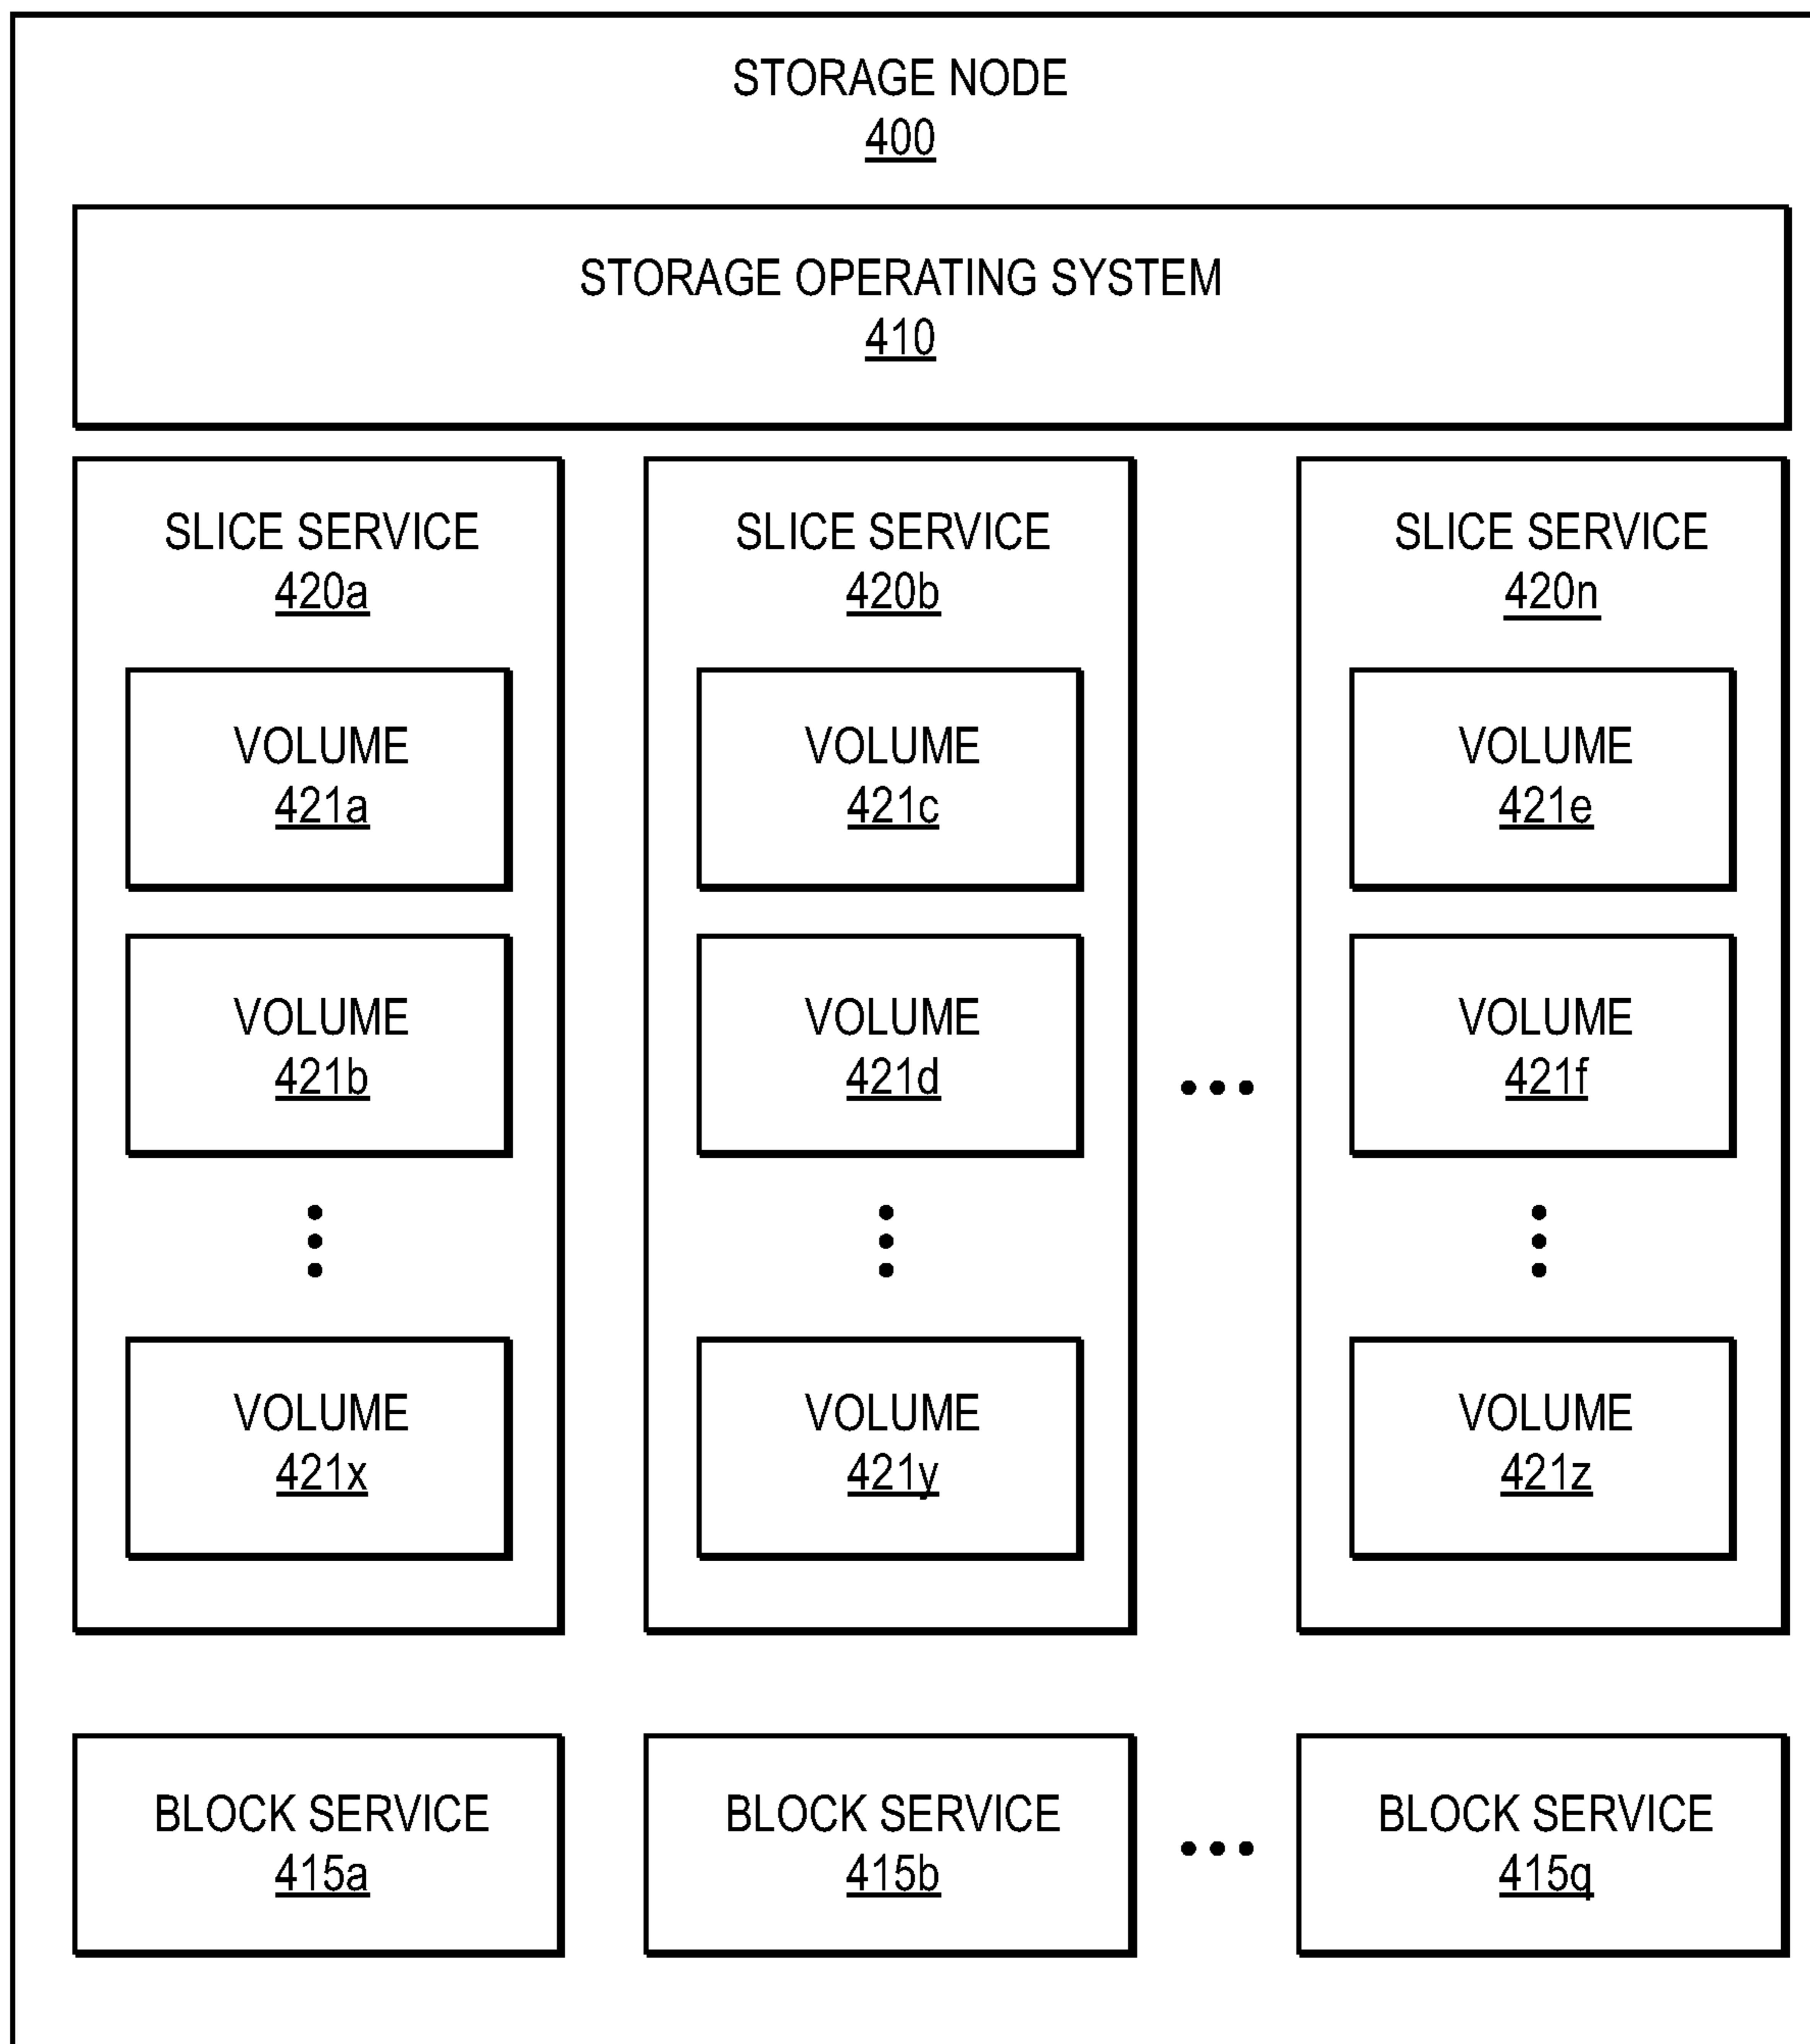 STORAGE NODE
400
STORAGE OPERATING SYSTEM
410
SLICE SERVICE
420a
VOLUME
421a
VOLUME
421b
VOLUME
421x
SLICE SERVICE
420b
VOLUME
421c
VOLUME
421d
VOLUME
421y
SLICE SERVICE
420n
VOLUME
421e
VOLUME
421f
VOLUME
421z
BLOCK SERVICE
415a
BLOCK SERVICE
415b
BLOCK SERVICE
415q